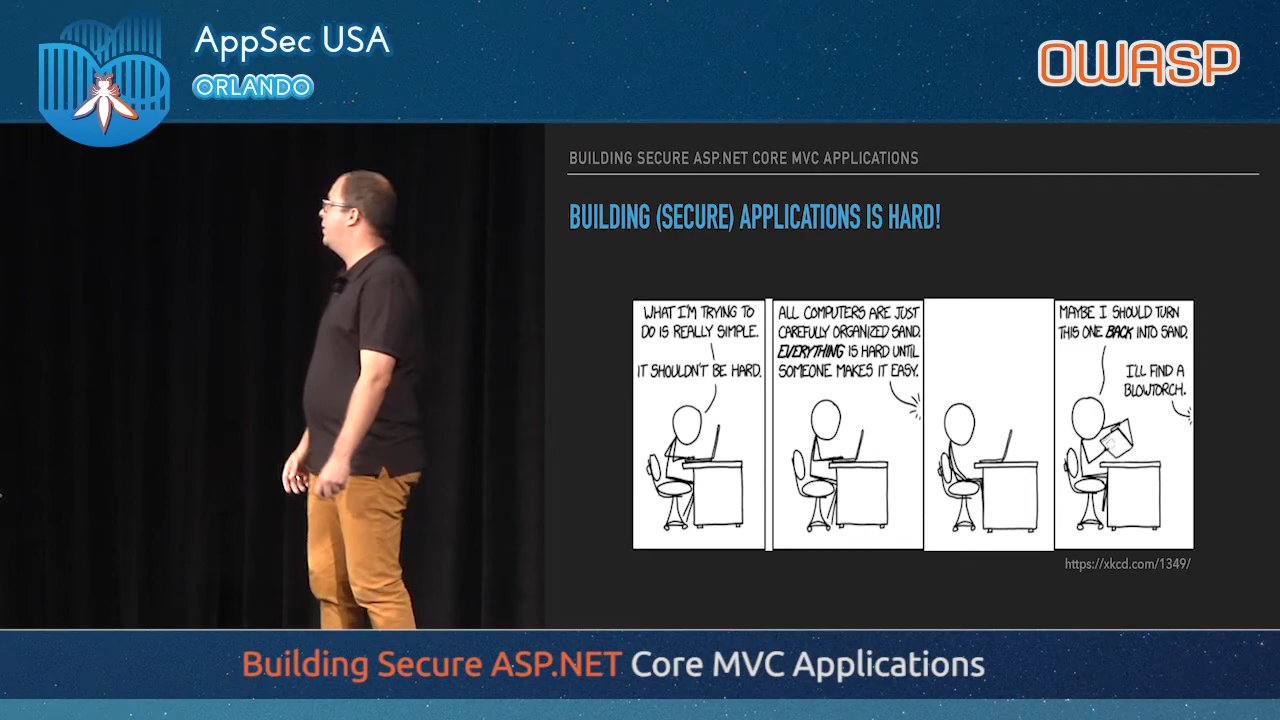 AppSec USA
ORLANDO
OWASP
BUILDING SECURE ASP.NET CORE MVC APPLICATIONS
BUILDING (SECURE) APPLICATIONS IS HARD!
WHAT I'M TRYING TO
DO IS REALLY SIMPLE.
IT SHOULDN'T BE HARD.
ALL COMPUTERS ARE JUST
CAREFULLY ORGANIZED SAND.
EVERYTHING IS HARD UNTIL
SOMEONE MAKES IT EASY.
MAYBE I SHOULD TURN
THIS ONE BACK INTO SAND.
I'LL FIND A
BLOWTORCH.
https://xkcd.com/1349/
Building Secure ASP.NET Core MVC Applications